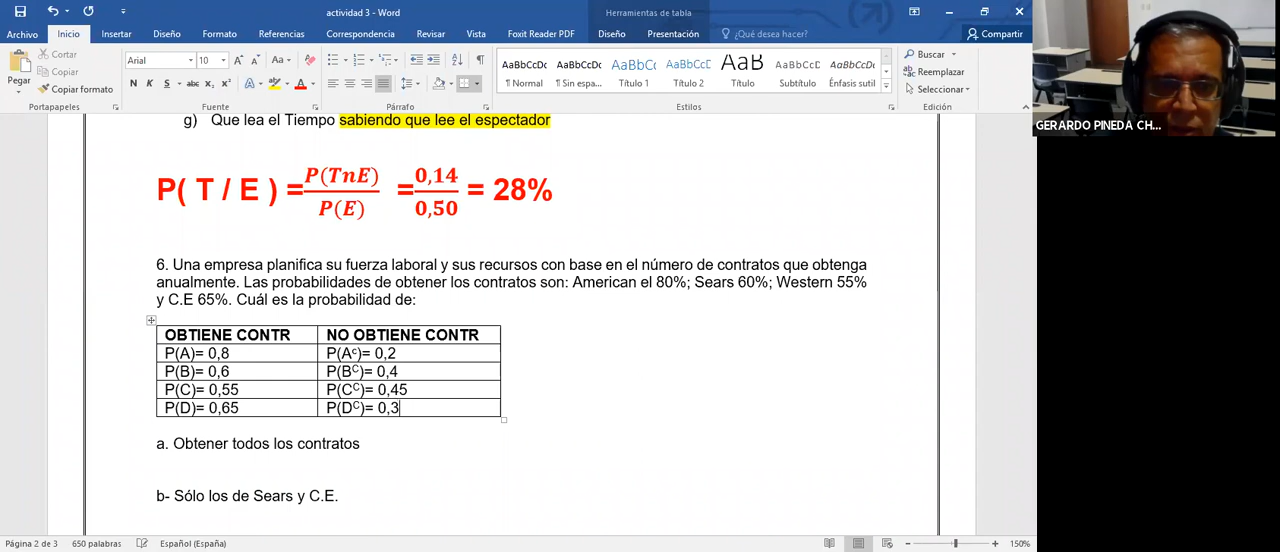 actividad 3 - Word
Herramientas de tabla
Archivo Inicio Insertar Diseño Formato Referencias Correspondencia Revisar Vista Foxit Reader PDF Diseño Presentación ¿Qué desea hacer? Compartir
Cortar
Copiar
Copiar formato
Pegar
Portapapeles
Arial 10
N K S abc x₂ x²
Fuente
Párrafo
AaBbCcDc AaBbCcDc AaBbCc AaBbCcD AaB AaBbCcD AaBbCcDc
¶ Normal ¶ Sin espa... Título 1 Título 2 Título Subtítulo Énfasis sutil
Estilos
Buscar
Reemplazar
Seleccionar
Edición
GERARDO PINEDA CH...
g) Que lea el Tiempo sabiendo que lee el espectador
P( T / E ) = P(TnE) / P(E) = 0,14 / 0,50 = 28%
6. Una empresa planifica su fuerza laboral y sus recursos con base en el número de contratos que obtenga
anualmente. Las probabilidades de obtener los contratos son: American el 80%; Sears 60%; Western 55%
y C.E 65%. Cuál es la probabilidad de:
OBTIENE CONTR NO OBTIENE CONTR
P(A)= 0,8 P(Aᶜ)= 0,2
P(B)= 0,6 P(Bᶜ)= 0,4
P(C)= 0,55 P(Cᶜ)= 0,45
P(D)= 0,65 P(Dᶜ)= 0,3
a. Obtener todos los contratos
b- Sólo los de Sears y C.E.
Página 2 de 3 650 palabras Español (España) 150%